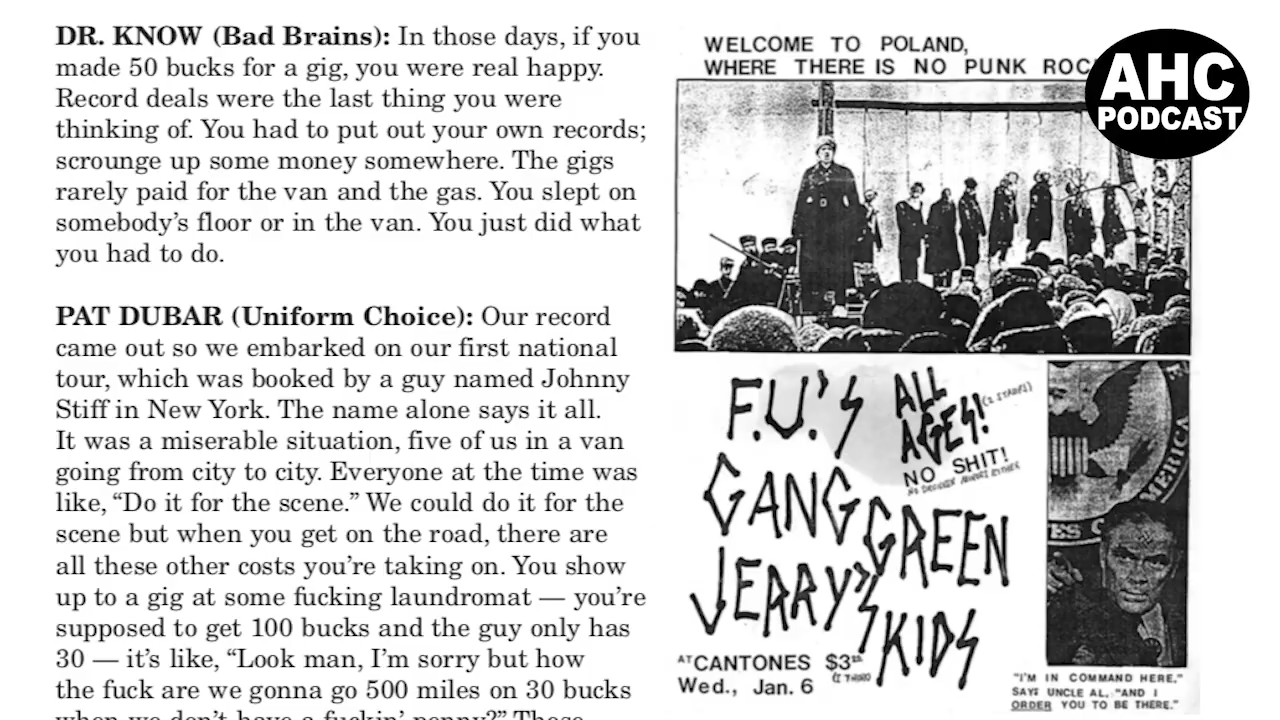 DR. KNOW (Bad Brains): In those days, if you
made 50 bucks for a gig, you were real happy.
Record deals were the last thing you were
thinking of. You had to put out your own records;
scrounge up some money somewhere. The gigs
rarely paid for the van and the gas. You slept on
somebody's floor or in the van. You just did what
you had to do.
PAT DUBAR (Uniform Choice): Our record
came out so we embarked on our first national
tour, which was booked by a guy named Johnny
Stiff in New York. The name alone says it all.
It was a miserable situation, five of us in a van
going from city to city. Everyone at the time was
like, “Do it for the scene.” We could do it for the
scene but when you get on the road, there are
all these other costs you're taking on. You show
up to a gig at some fucking laundromat — you're
supposed to get 100 bucks and the guy only has
30 — it's like, “Look man, I'm sorry but how
the fuck are we gonna go 500 miles on 30 bucks
when we don't have a fuckin' penny?” These
WELCOME TO POLAND,
WHERE THERE IS NO PUNK ROC
AHC
PODCAST
F.U.'S
ALL
AGES!
NO SHIT!
GANG
GREEN
JERRY'S
KIDS
AT CANTONES $3
Wed., Jan. 6
MERICA
ES
"I'M IN COMMAND HERE,"
SAYS UNCLE AL, "AND I
ORDER YOU TO BE THERE."